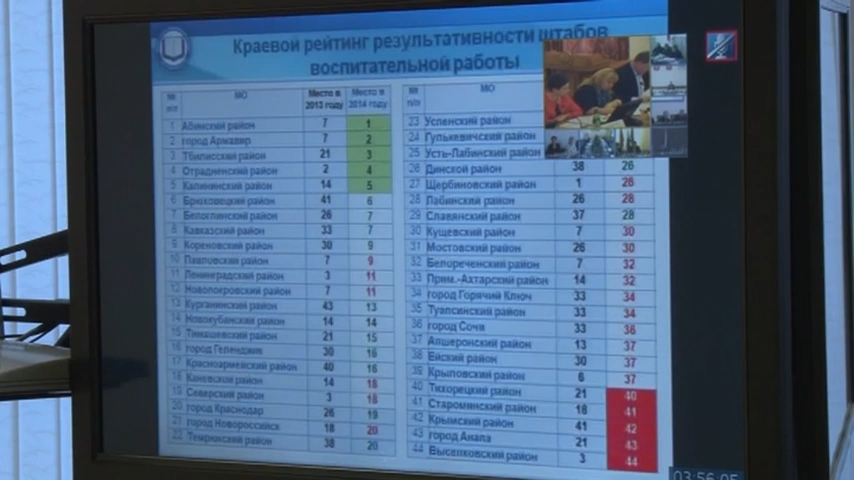 Краевой рейтинг результативности штабов
воспитательной работы
№ п/п МО Место в 2013 году Место в 2014 году
1 Абинский район 7 1
2 город Армавир 7 2
3 Тбилисский район 21 3
4 Отрадненский район 2 4
5 Калининский район 14 5
6 Брюховецкий район 41 6
7 Белоглинский район 26 7
8 Кавказский район 33 7
9 Кореновский район 30 9
10 Павловский район 7 9
11 Ленинградский район 3 11
12 Новопокровский район 7 11
13 Курганинский район 43 13
14 Новокубанский район 14 14
15 Тимашевский район 21 15
16 город Геленджик 30 16
17 Красноармейский район 40 16
18 Каневской район 14 18
19 Северский район 3 18
20 город Краснодар 26 19
21 город Новороссийск 18 20
22 Темрюкский район 38 20
№ п/п МО
23 Успенский район
24 Гулькевичский район
25 Усть-Лабинский район
26 Динской район 38 26
27 Щербиновский район 1 26
28 Лабинский район 26 28
29 Славянский район 37 28
30 Кущевский район 7 30
31 Мостовский район 26 30
32 Белореченский район 7 32
33 Прим.-Ахтарский район 14 32
34 город Горячий Ключ 33 34
35 Туапсинский район 33 34
36 город Сочи 33 36
37 Апшеронский район 13 37
38 Ейский район 30 37
39 Крыловский район 6 37
40 Тихорецкий район 21 40
41 Староминский район 18 41
42 Крымский район 41 42
43 город Анапа 21 43
44 Выселковский район 3 44
03:56:05